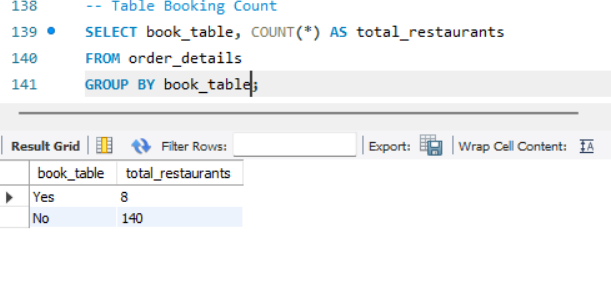 138 -- Table Booking Count
139 SELECT book_table, COUNT(*) AS total_restaurants
140 FROM order_details
141 GROUP BY book_table;
Result Grid Filter Rows: Export: Wrap Cell Content: IA
book_table total_restaurants
Yes 8
No 140